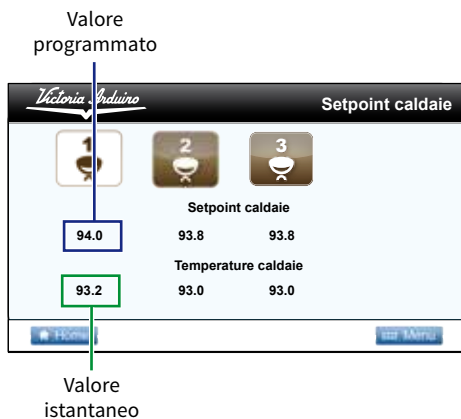 Valore
programmato
Victoria Arduino
Setpoint caldaie
1 2 3
Setpoint caldaie
94.0 93.8 93.8
Temperature caldaie
93.2 93.0 93.0
Home Menu
Valore
istantaneo